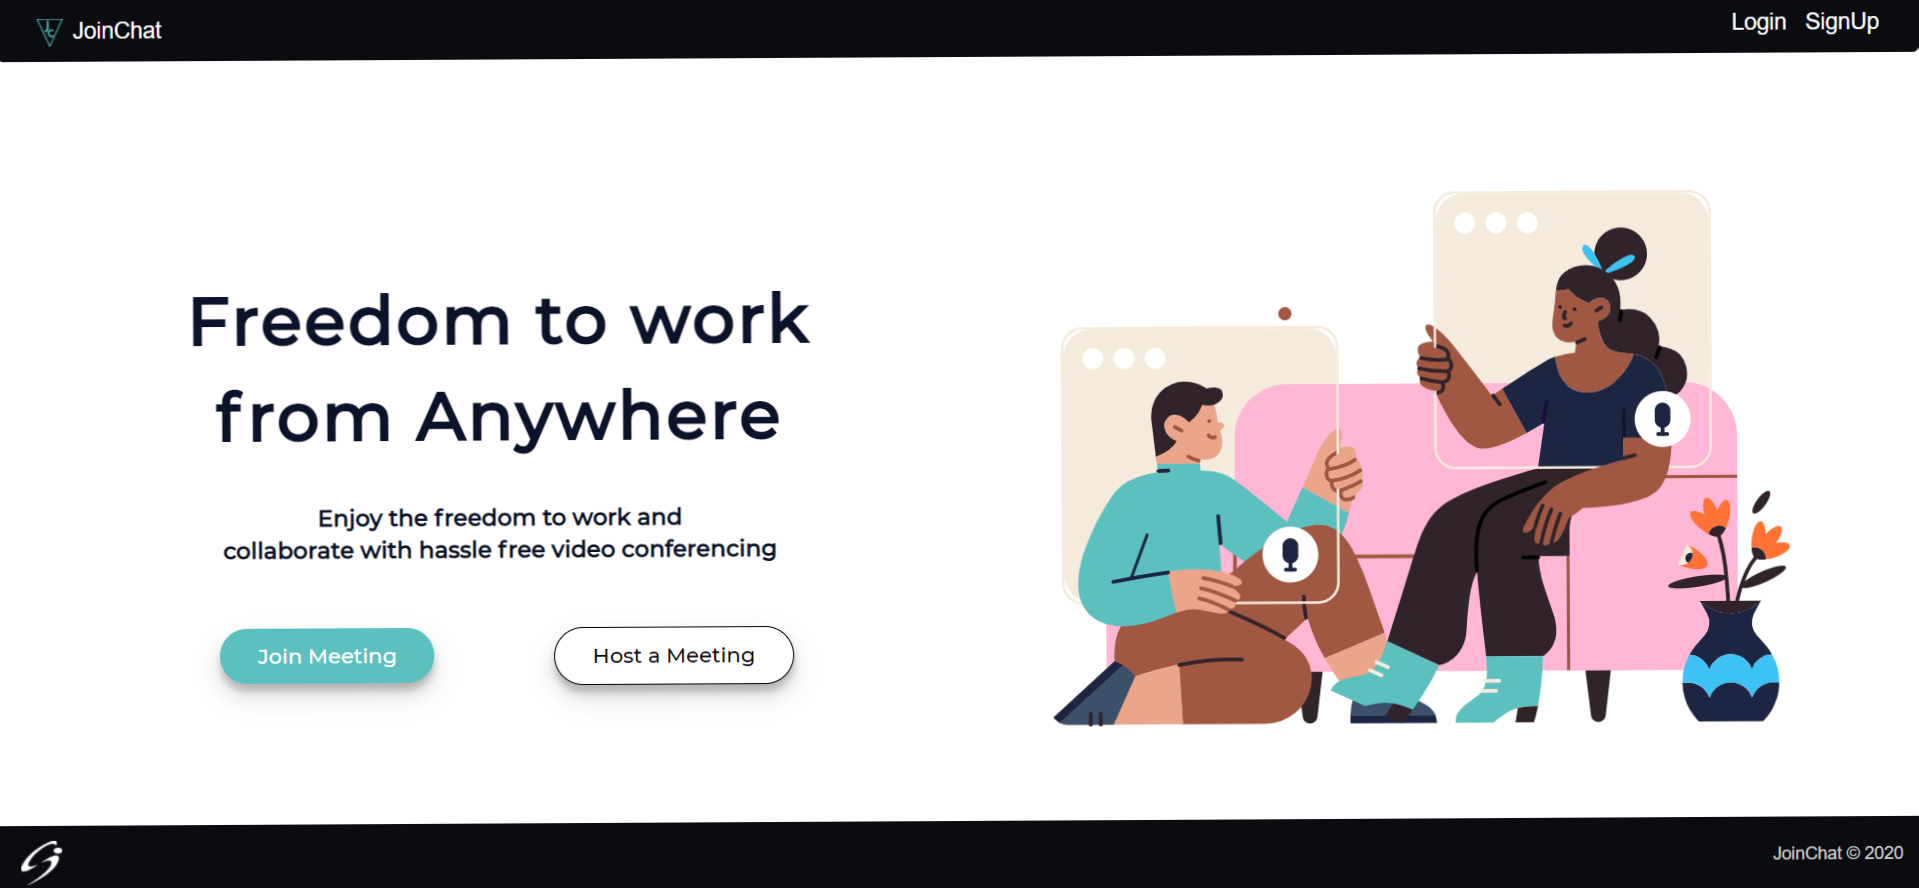 JoinChat
Login SignUp
Freedom to work
from Anywhere
Enjoy the freedom to work and
collaborate with hassle free video conferencing
Join Meeting
Host a Meeting
JoinChat © 2020